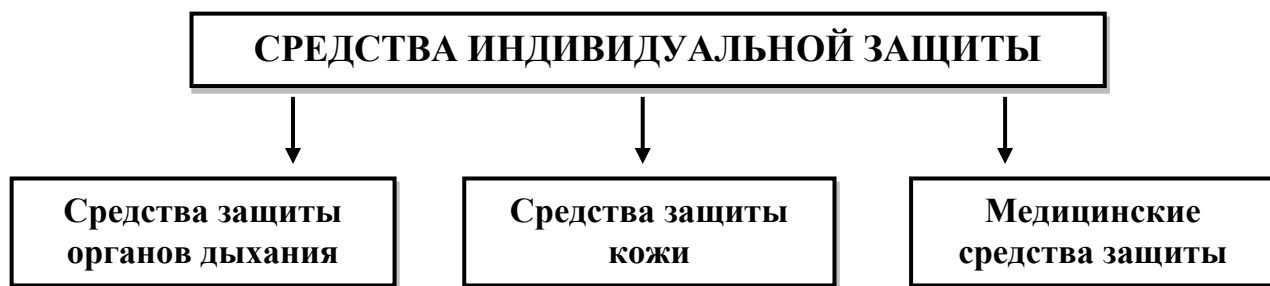 СРЕДСТВА ИНДИВИДУАЛЬНОЙ ЗАЩИТЫ
Средства защиты
органов дыхания
Средства защиты
кожи
Медицинские
средства защиты